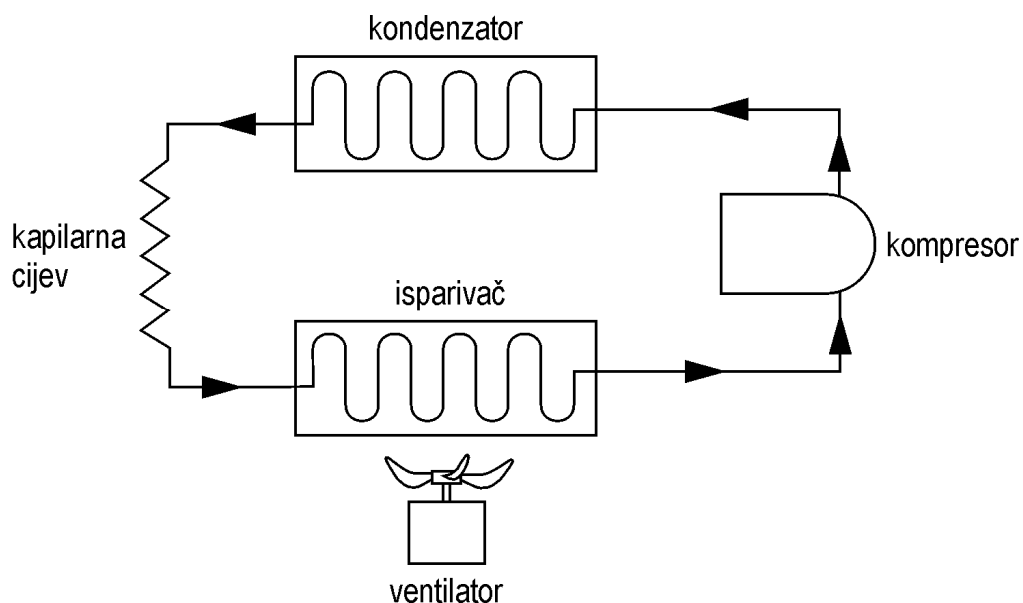 kondenzator
kapilarna
cijev
kompresor
isparivač
ventilator